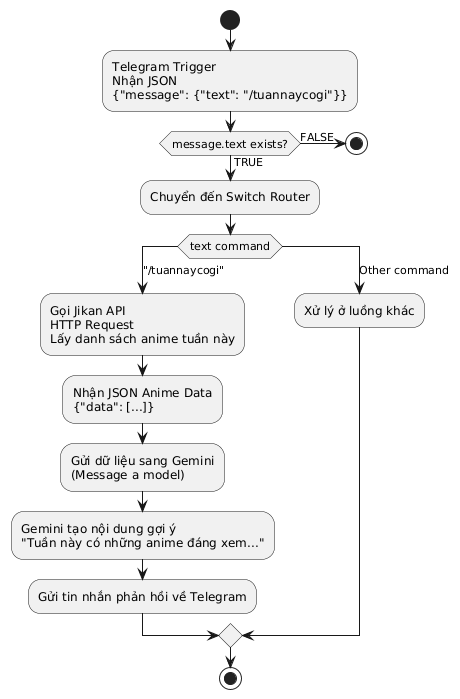 Telegram Trigger
Nhận JSON
{"message": {"text": "/tuannaycogi"}}
message.text exists?
FALSE
TRUE
Chuyển đến Switch Router
text command
"/tuannaycogi"
Other command
Gọi Jikan API
HTTP Request
Lấy danh sách anime tuần này
Xử lý ở luồng khác
Nhận JSON Anime Data
{"data": [...]}
Gửi dữ liệu sang Gemini
(Message a model)
Gemini tạo nội dung gợi ý
"Tuần này có những anime đáng xem..."
Gửi tin nhắn phản hồi về Telegram